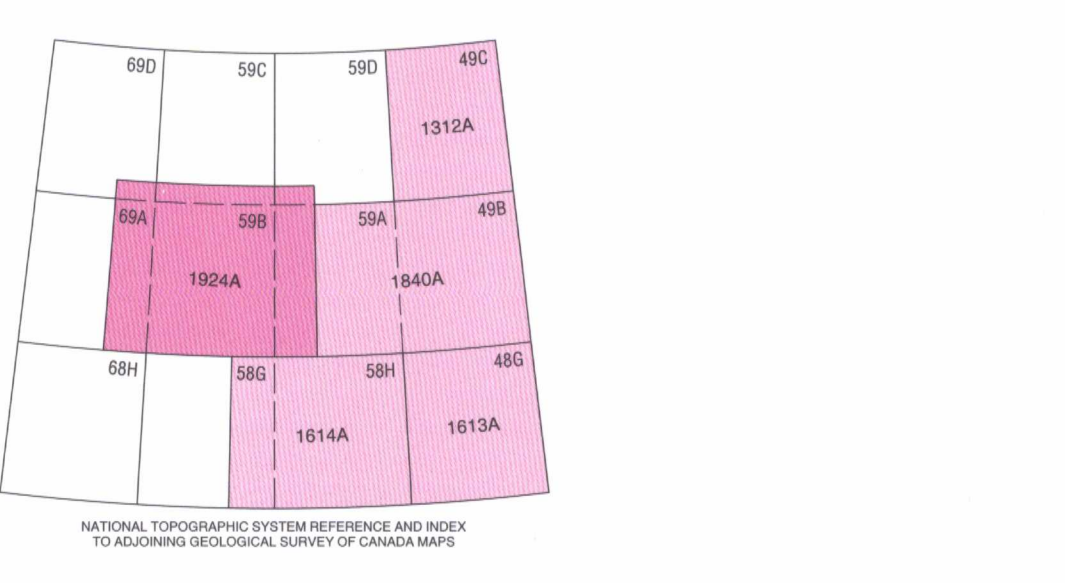 69D
59C
59D
49C
1312A
69A
59B
59A
49B
1924A
1840A
68H
58G
58H
48G
1614A
1613A
NATIONAL TOPOGRAPHIC SYSTEM REFERENCE AND INDEX
TO ADJOINING GEOLOGICAL SURVEY OF CANADA MAPS